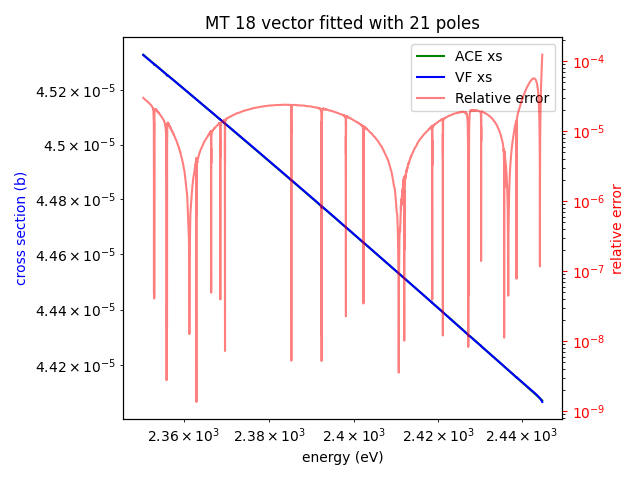 MT 18 vector fitted with 21 poles
ACE xs
VF xs
Relative error
4.52 × 10⁻⁵
4.5 × 10⁻⁵
4.48 × 10⁻⁵
4.46 × 10⁻⁵
4.44 × 10⁻⁵
4.42 × 10⁻⁵
cross section (b)
10⁻⁴
10⁻⁵
10⁻⁶
10⁻⁷
10⁻⁸
10⁻⁹
relative error
2.36 × 10³ 2.38 × 10³ 2.4 × 10³ 2.42 × 10³ 2.44 × 10³
energy (eV)